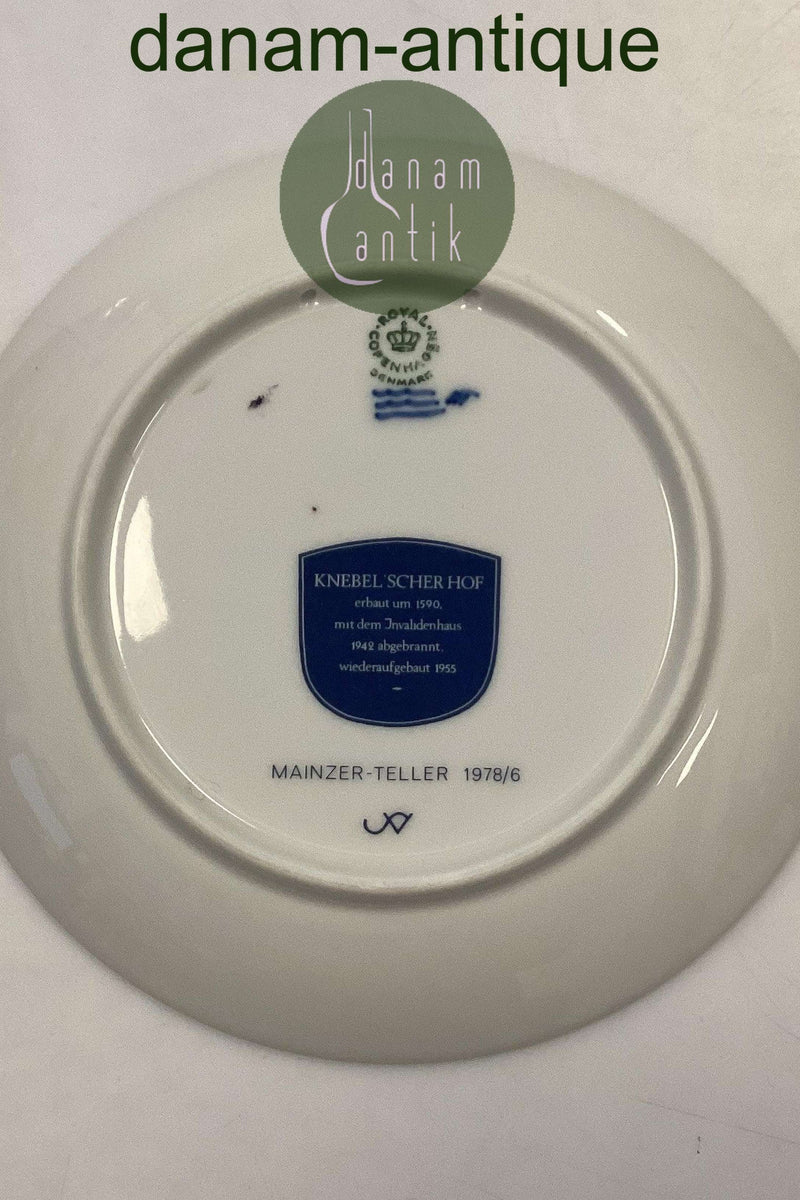 danam-antique
danam
antik
ROYAL
COPENHAGEN
DENMARK
KNEBEL'SCHER HOF
erbaut um 1590,
mit dem Invalidenhaus
1942 abgebrannt,
wiederaufgebaut 1955
MAINZER-TELLER 1978/6